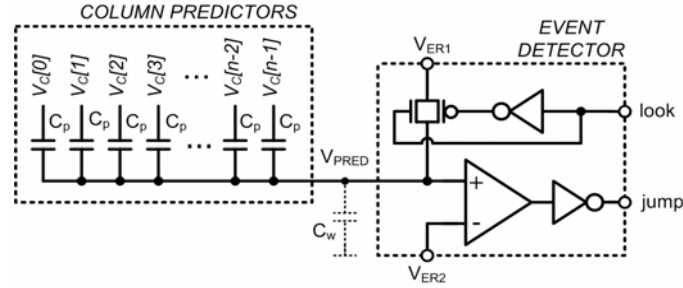 COLUMN PREDICTORS
EVENT
DETECTOR
VC[0]
VC[1]
VC[2]
VC[3]
...
VC[n-2]
VC[n-1]
VER1
Cp
Cp
Cp
Cp
...
Cp
Cp
look
VPRED
+
-
jump
Cw
VER2